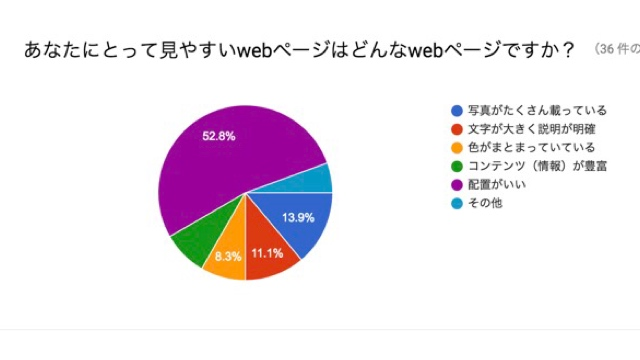 あなたにとって見やすいwebページはどんなwebページですか？ （36 件の
写真がたくさん載っている
文字が大きく説明が明確
色がまとまっていている
コンテンツ（情報）が豊富
配置がいい
その他
52.8%
13.9%
11.1%
8.3%